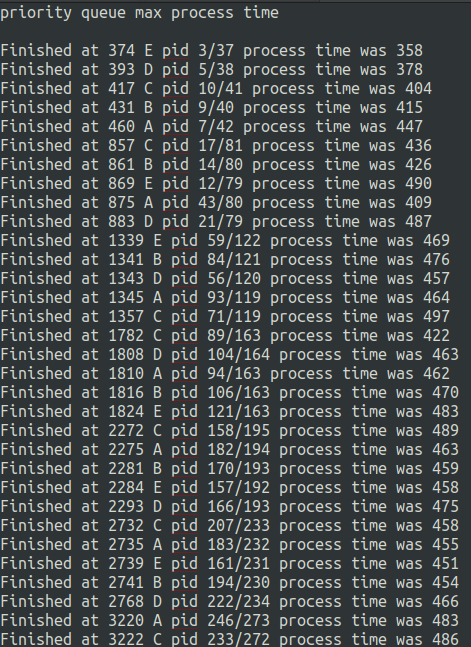 priority queue max process time
Finished at 374 E pid 3/37 process time was 358
Finished at 393 D pid 5/38 process time was 378
Finished at 417 C pid 10/41 process time was 404
Finished at 431 B pid 9/40 process time was 415
Finished at 460 A pid 7/42 process time was 447
Finished at 857 C pid 17/81 process time was 436
Finished at 861 B pid 14/80 process time was 426
Finished at 869 E pid 12/79 process time was 490
Finished at 875 A pid 43/80 process time was 409
Finished at 883 D pid 21/79 process time was 487
Finished at 1339 E pid 59/122 process time was 469
Finished at 1341 B pid 84/121 process time was 476
Finished at 1343 D pid 56/120 process time was 457
Finished at 1345 A pid 93/119 process time was 464
Finished at 1357 C pid 71/119 process time was 497
Finished at 1782 C pid 89/163 process time was 422
Finished at 1808 D pid 104/164 process time was 463
Finished at 1810 A pid 94/163 process time was 462
Finished at 1816 B pid 106/163 process time was 470
Finished at 1824 E pid 121/163 process time was 483
Finished at 2272 C pid 158/195 process time was 489
Finished at 2275 A pid 182/194 process time was 463
Finished at 2281 B pid 170/193 process time was 459
Finished at 2284 E pid 157/192 process time was 458
Finished at 2293 D pid 166/193 process time was 475
Finished at 2732 C pid 207/233 process time was 458
Finished at 2735 A pid 183/232 process time was 455
Finished at 2739 E pid 161/231 process time was 451
Finished at 2741 B pid 194/230 process time was 454
Finished at 2768 D pid 222/234 process time was 466
Finished at 3220 A pid 246/273 process time was 483
Finished at 3222 C pid 233/272 process time was 486